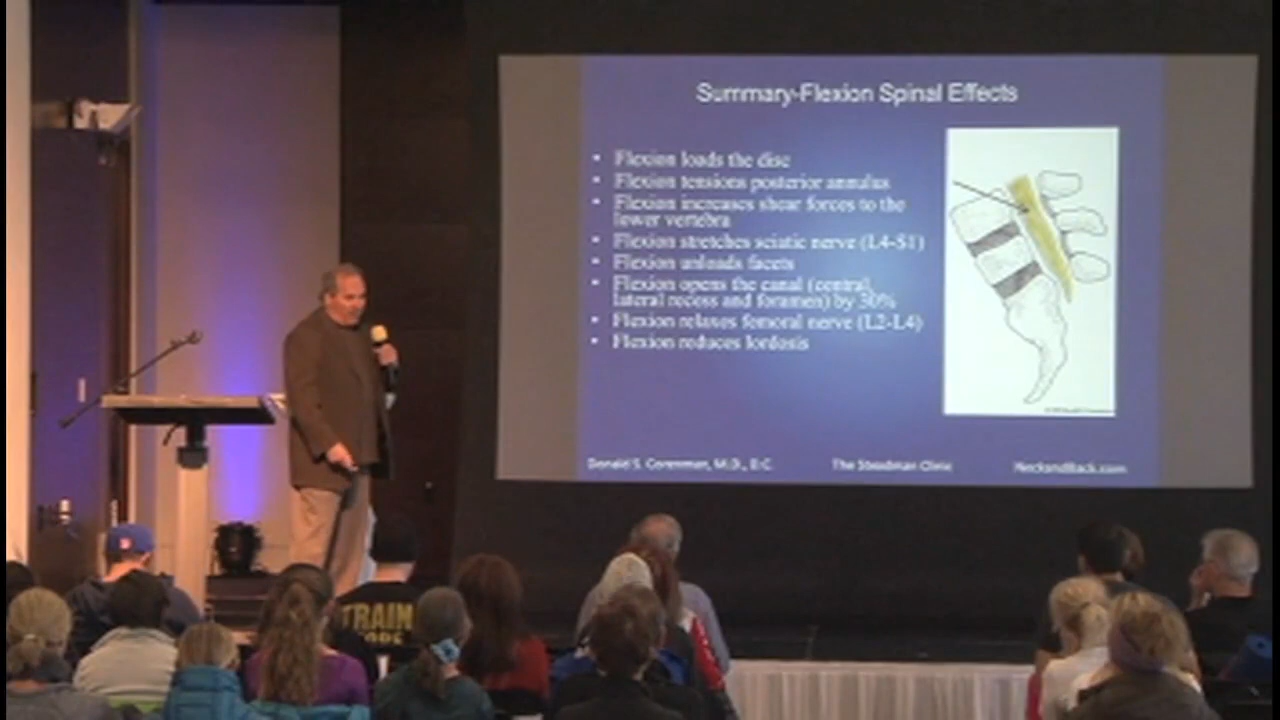 Summary-Flexion Spinal Effects
• Flexion loads the disc
• Flexion tensions posterior annulus
• Flexion increases shear forces to the
lower vertebra
• Flexion stretches sciatic nerve (L4-S1)
• Flexion unloads facets
• Flexion opens the canal (central,
lateral recess and foramen) by 30%
• Flexion relaxes femoral nerve (L2-L4)
• Flexion reduces lordosis
Donald S. Corenman, M.D., D.C. The Steadman Clinic NeckandBack.com
TRAIN